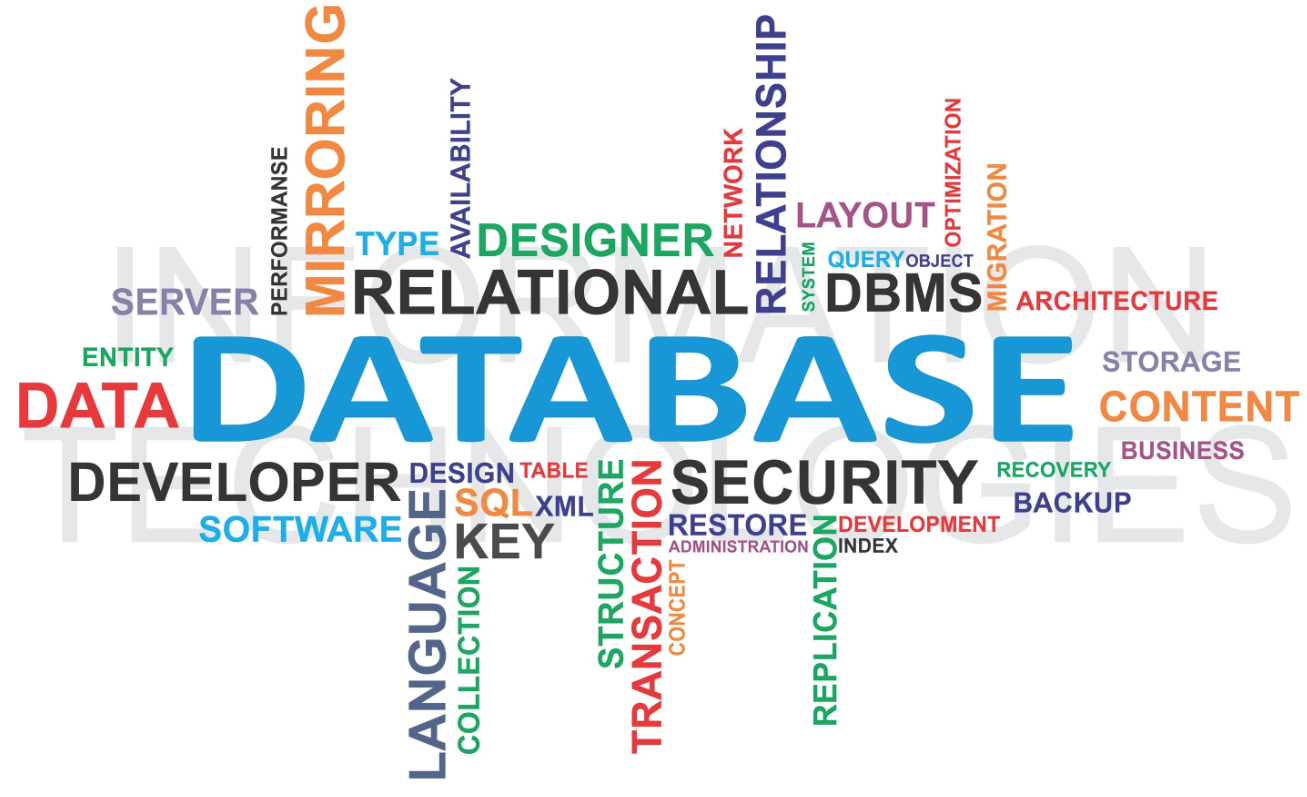 MIRRORING
RELATIONSHIP
AVAILABILITY
OPTIMIZATION
NETWORK
PERFORMANSE
MIGRATION
LAYOUT
TYPE
DESIGNER
SYSTEM
QUERY
OBJECT
INFORMATION
RELATIONAL
DBMS
SERVER
ARCHITECTURE
ENTITY
DATABASE
STORAGE
DATA
CONTENT
TECHNOLOGIES
BUSINESS
DEVELOPER
DESIGN
TABLE
SECURITY
RECOVERY
SQL
XML
BACKUP
SOFTWARE
RESTORE
DEVELOPMENT
KEY
ADMINISTRATION
INDEX
LANGUAGE
COLLECTION
STRUCTURE
TRANSACTION
CONCEPT
REPLICATION